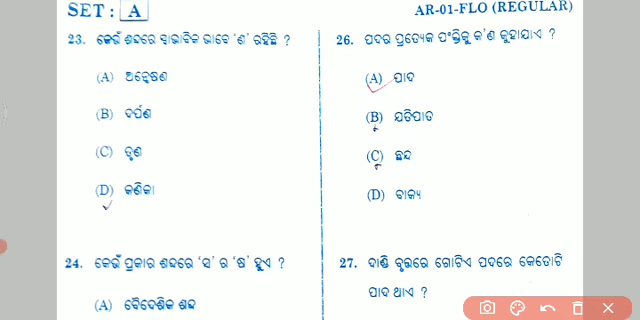 SET : A
AR-01-FLO (REGULAR)
23. କେଉଁ ଶବ୍ଦରେ ସ୍ୱାଭାବିକ ଭାବେ ‘ଣ’ ରହିଛି ?
(A) ଅନ୍ୱେଷଣ
(B) ଦର୍ପଣ
(C) ତୃଣ
(D) କଣିକା
24. କେଉଁ ପ୍ରକାର ଶବ୍ଦରେ ‘ସ’ ର ‘ଷ’ ହୁଏ ?
(A) ବୈଦେଶିକ ଶବ୍ଦ
26. ପଦର ପ୍ରତ୍ୟେକ ପଂକ୍ତିକୁ କ’ଣ କୁହାଯାଏ ?
(A) ପାଦ
(B) ଯତିପାତ
(C) ଛନ୍ଦ
(D) ବାକ୍ୟ
27. ଦାଣ୍ଡି ବୃତ୍ତରେ ଗୋଟିଏ ପଦରେ କେତୋଟି
ପାଦ ଥାଏ ?